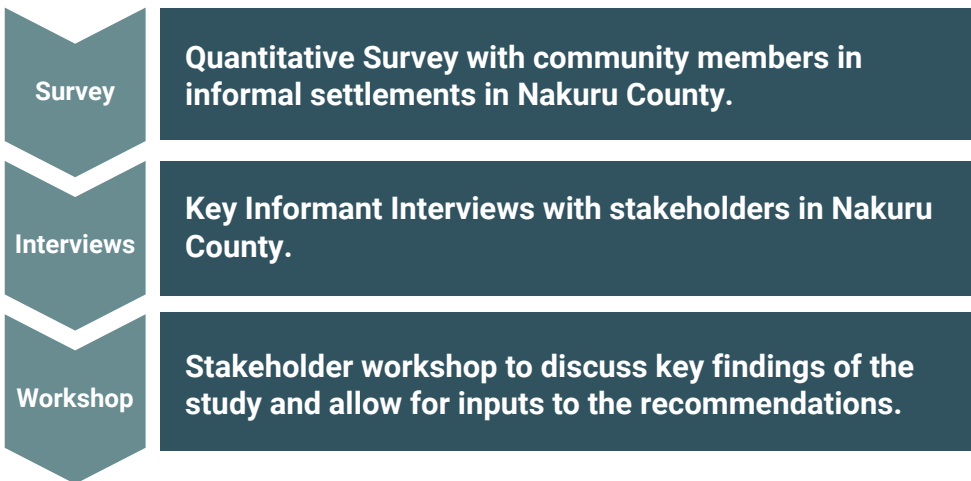 Survey
Quantitative Survey with community members in
informal settlements in Nakuru County.
Interviews
Key Informant Interviews with stakeholders in Nakuru
County.
Workshop
Stakeholder workshop to discuss key findings of the
study and allow for inputs to the recommendations.